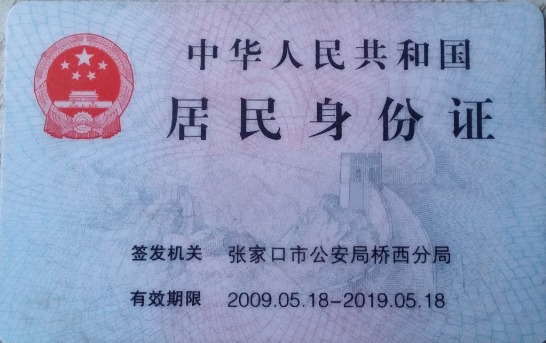 中华人民共和国
居民身份证
签发机关 张家口市公安局桥西分局
有效期限 2009.05.18-2019.05.18